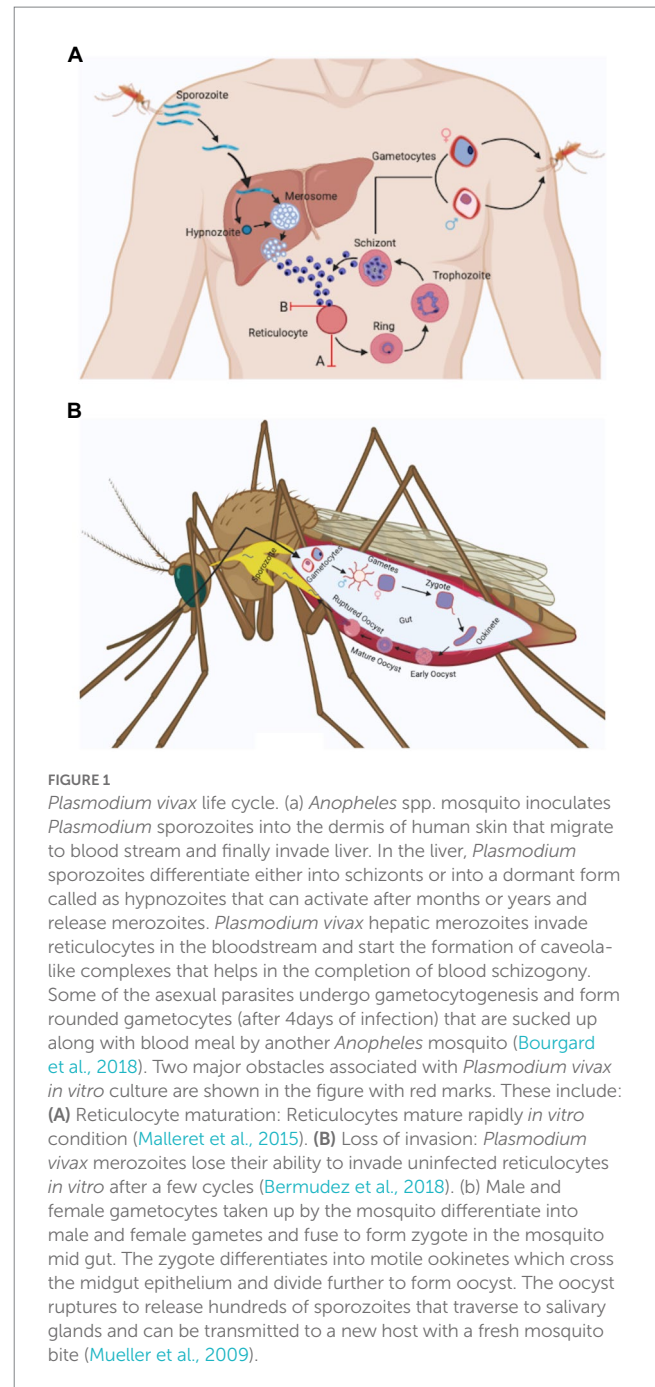 A
Sporozoite
Gametocytes
Merosome
Hypnozoite
Schizont
Trophozoite
B
Reticulocyte
Ring
A
B
Sporozoite
Gametocytes
Gametes
Zygote
Ruptured Oocyst
Gut
Ookinete
Mature Oocyst
Early Oocyst
♀
♂
♂
♀
FIGURE 1
Plasmodium vivax life cycle. (a) Anopheles spp. mosquito inoculates
Plasmodium sporozoites into the dermis of human skin that migrate
to blood stream and finally invade liver. In the liver, Plasmodium
sporozoites differentiate either into schizonts or into a dormant form
called as hypnozoites that can activate after months or years and
release merozoites. Plasmodium vivax hepatic merozoites invade
reticulocytes in the bloodstream and start the formation of caveola-
like complexes that helps in the completion of blood schizogony.
Some of the asexual parasites undergo gametocytogenesis and form
rounded gametocytes (after 4days of infection) that are sucked up
along with blood meal by another Anopheles mosquito (Bourgard
et al., 2018). Two major obstacles associated with Plasmodium vivax
in vitro culture are shown in the figure with red marks. These include:
(A) Reticulocyte maturation: Reticulocytes mature rapidly in vitro
condition (Malleret et al., 2015). (B) Loss of invasion: Plasmodium
vivax merozoites lose their ability to invade uninfected reticulocytes
in vitro after a few cycles (Bermudez et al., 2018). (b) Male and
female gametocytes taken up by the mosquito differentiate into
male and female gametes and fuse to form zygote in the mosquito
mid gut. The zygote differentiates into motile ookinetes which cross
the midgut epithelium and divide further to form oocyst. The oocyst
ruptures to release hundreds of sporozoites that traverse to salivary
glands and can be transmitted to a new host with a fresh mosquito
bite (Mueller et al., 2009).